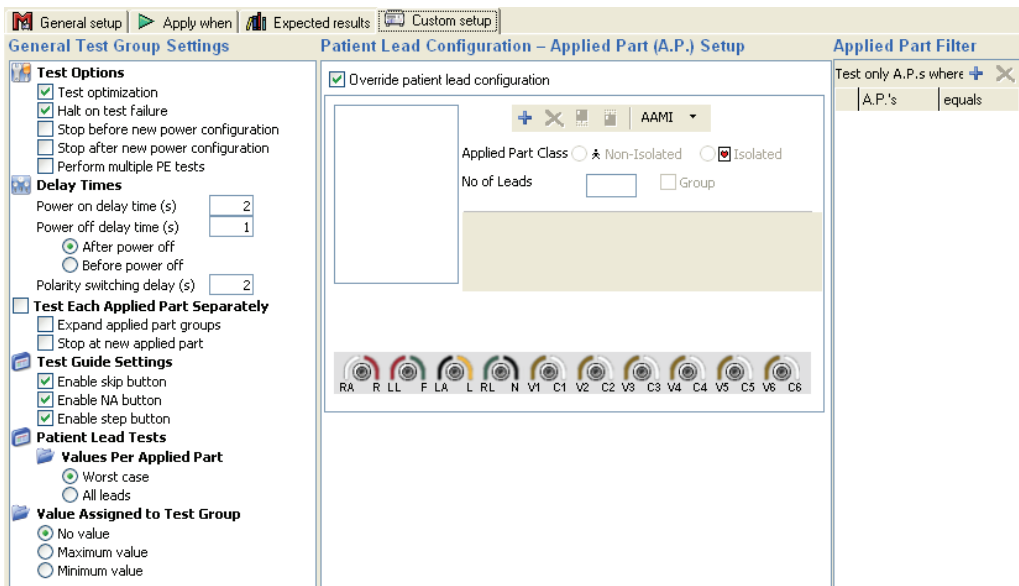 General setup Apply when Expected results Custom setup
General Test Group Settings
Test Options
Test optimization
Halt on test failure
Stop before new power configuration
Stop after new power configuration
Perform multiple PE tests
Delay Times
Power on delay time (s) 2
Power off delay time (s) 1
After power off
Before power off
Polarity switching delay (s) 2
Test Each Applied Part Separately
Expand applied part groups
Stop at new applied part
Test Guide Settings
Enable skip button
Enable NA button
Enable step button
Patient Lead Tests
Values Per Applied Part
Worst case
All leads
Value Assigned to Test Group
No value
Maximum value
Minimum value
Patient Lead Configuration – Applied Part (A.P.) Setup
Override patient lead configuration
AAMI
Applied Part Class Non-Isolated Isolated
No of Leads Group
RA R LL F LA L RL N V1 C1 V2 C2 V3 C3 V4 C4 V5 C5 V6 C6
Applied Part Filter
Test only A.P.s where
A.P.'s equals